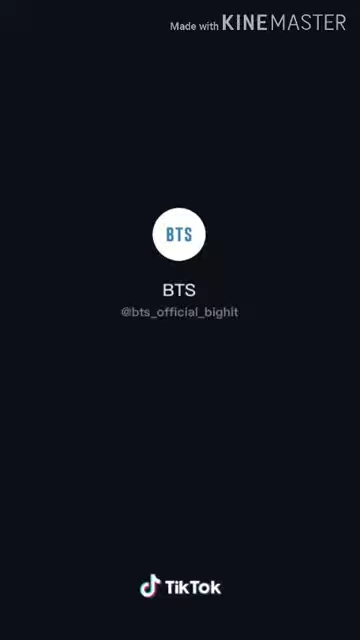 Made with KINEMASTER
BTS
BTS
@bts_official_bighit
TikTok